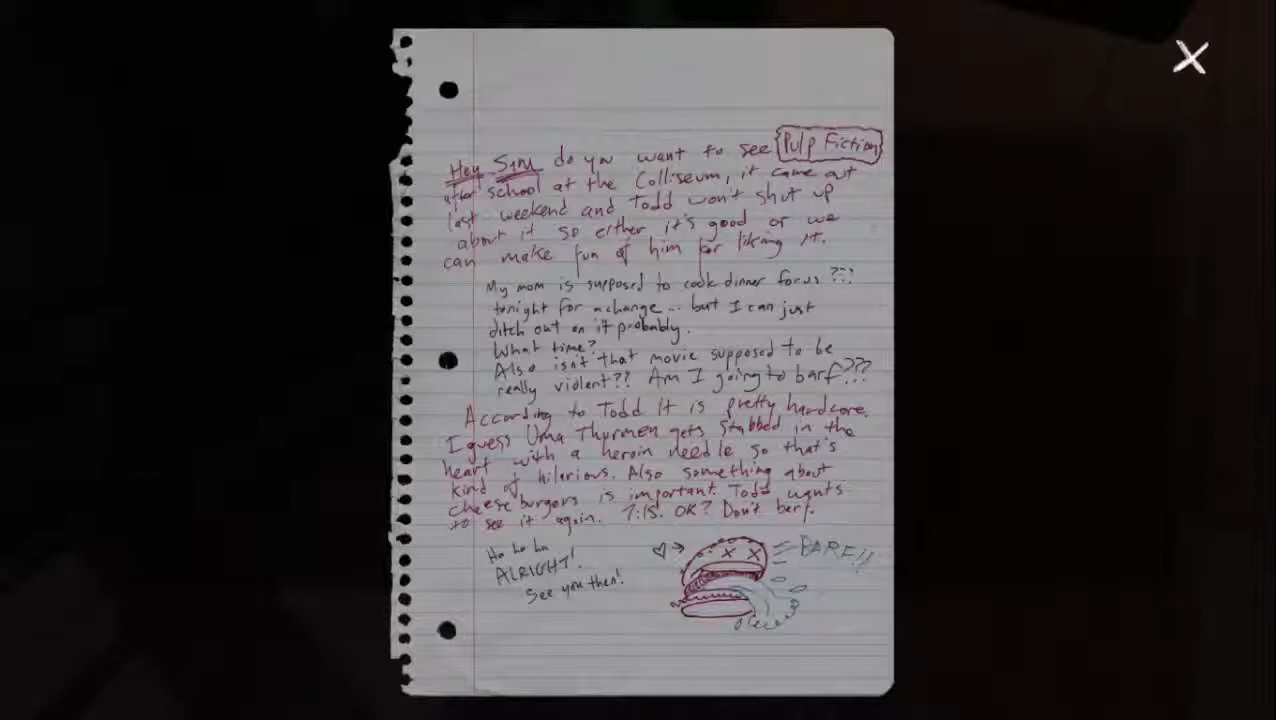 Hey Sam do you want to see Pulp Fiction
after school at the Colliseum, it came out
last weekend and Todd won't shut up
about it so either it's good or we
can make fun of him for liking it.
My mom is supposed to cook dinner for us ???
tonight for a change... but I can just
ditch out on it probably.
What time?
Also isn't that movie supposed to be
really violent?? Am I going to barf???
According to Todd it is pretty hardcore.
I guess Uma Thurmen gets stabbed in the
heart with a heroin needle so that's
kind of hilarious. Also something about
cheeseburgers is important. Todd wants
to see it again. 7:15. OK? Don't barf.
Ha ha ha
ALRIGHT!
See you then!
BARF!!